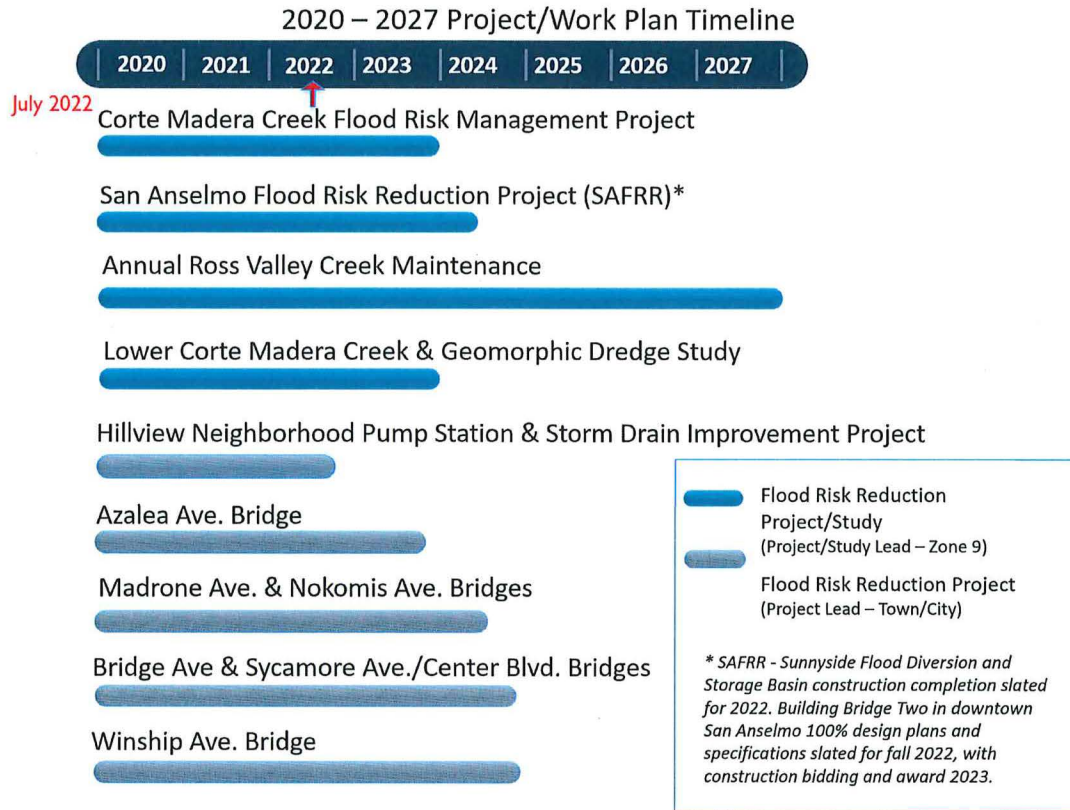 2020 – 2027 Project/Work Plan Timeline
2020 2021 2022 2023 2024 2025 2026 2027
July 2022
Corte Madera Creek Flood Risk Management Project
San Anselmo Flood Risk Reduction Project (SAFRR)*
Annual Ross Valley Creek Maintenance
Lower Corte Madera Creek & Geomorphic Dredge Study
Hillview Neighborhood Pump Station & Storm Drain Improvement Project
Azalea Ave. Bridge
Madrone Ave. & Nokomis Ave. Bridges
Bridge Ave & Sycamore Ave./Center Blvd. Bridges
Winship Ave. Bridge
Flood Risk Reduction
Project/Study
(Project/Study Lead – Zone 9)
Flood Risk Reduction Project
(Project Lead – Town/City)
* SAFRR - Sunnyside Flood Diversion and
Storage Basin construction completion slated
for 2022. Building Bridge Two in downtown
San Anselmo 100% design plans and
specifications slated for fall 2022, with
construction bidding and award 2023.